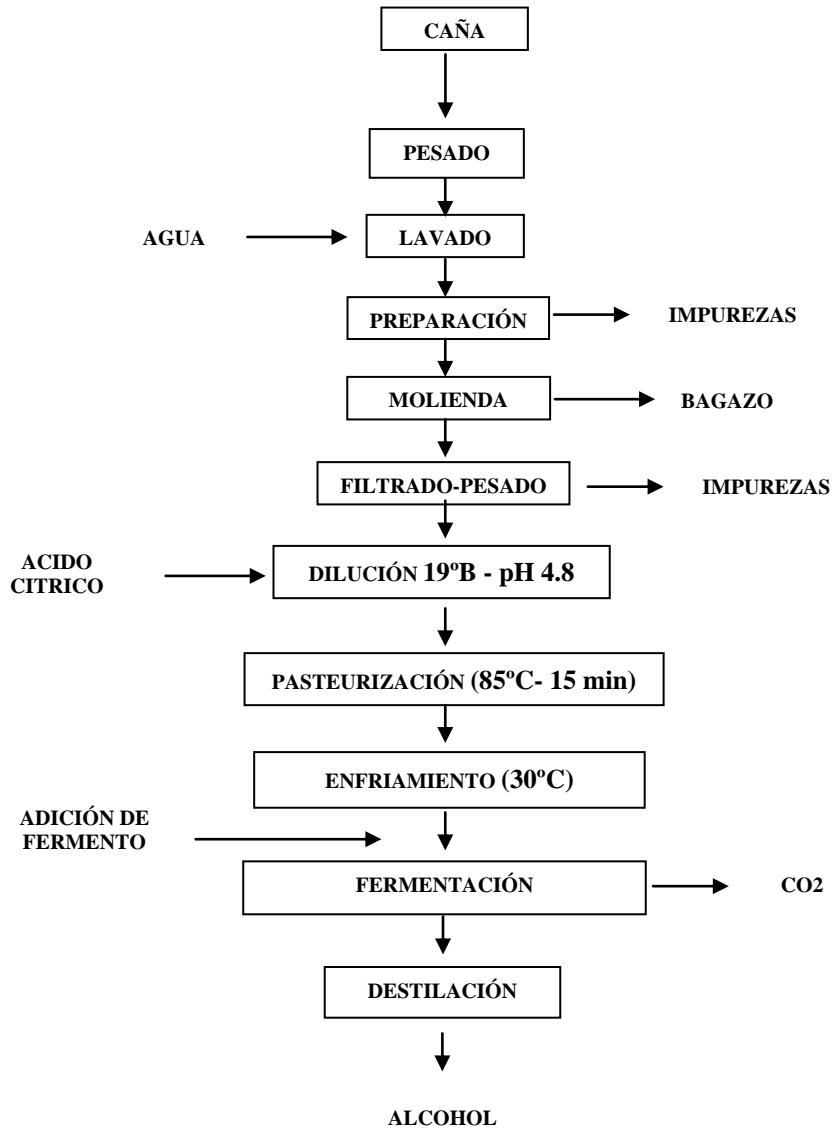 CAÑA
PESADO
AGUA
LAVADO
PREPARACIÓN
IMPUREZAS
MOLIENDA
BAGAZO
FILTRADO-PESADO
IMPUREZAS
ACIDO
CITRICO
DILUCIÓN 19ºB - pH 4.8
PASTEURIZACIÓN (85ºC- 15 min)
ENFRIAMIENTO (30ºC)
ADICIÓN DE
FERMENTO
FERMENTACIÓN
CO2
DESTILACIÓN
ALCOHOL